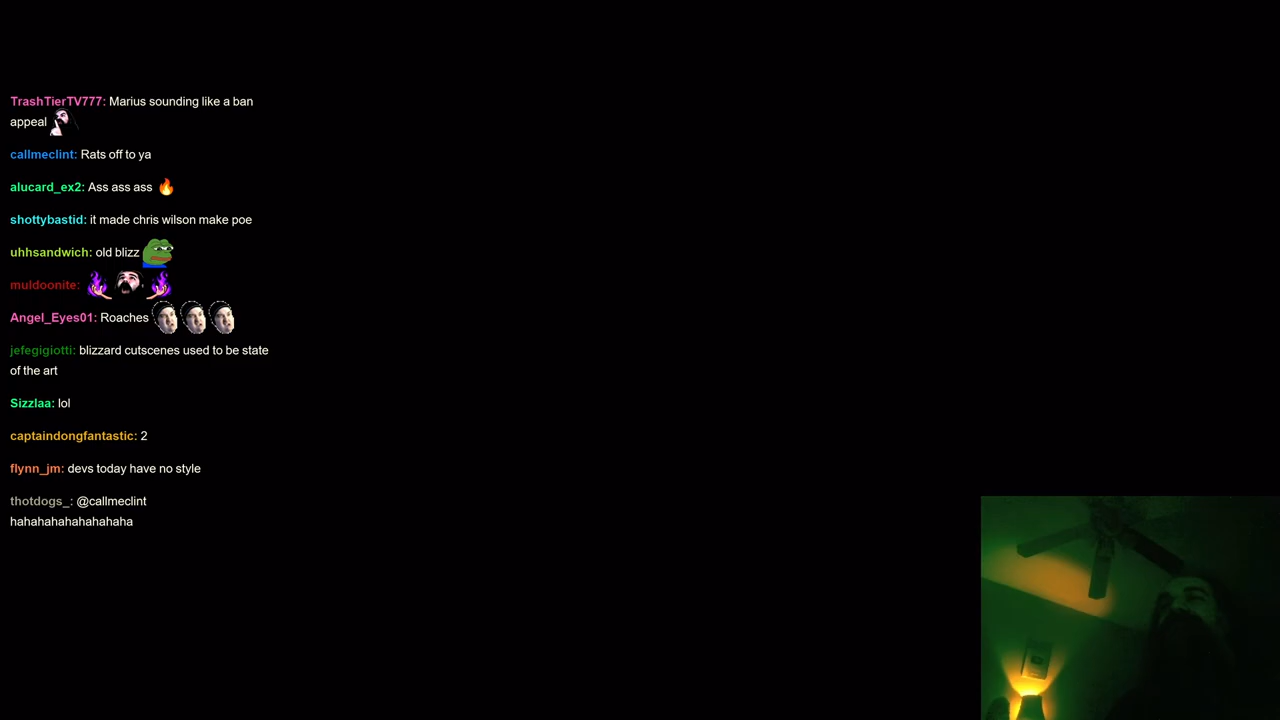 TrashTierTV777: Marius sounding like a ban
appeal
callmeclint: Rats off to ya
alucard_ex2: Ass ass ass 🔥
shottybastid: it made chris wilson make poe
uhhsandwich: old blizz
muldoonite:
Angel_Eyes01: Roaches
jefegigiotti: blizzard cutscenes used to be state
of the art
Sizzlaa: lol
captaindongfantastic: 2
flynn_jm: devs today have no style
thotdogs_: @callmeclint
hahahahahahahahaha